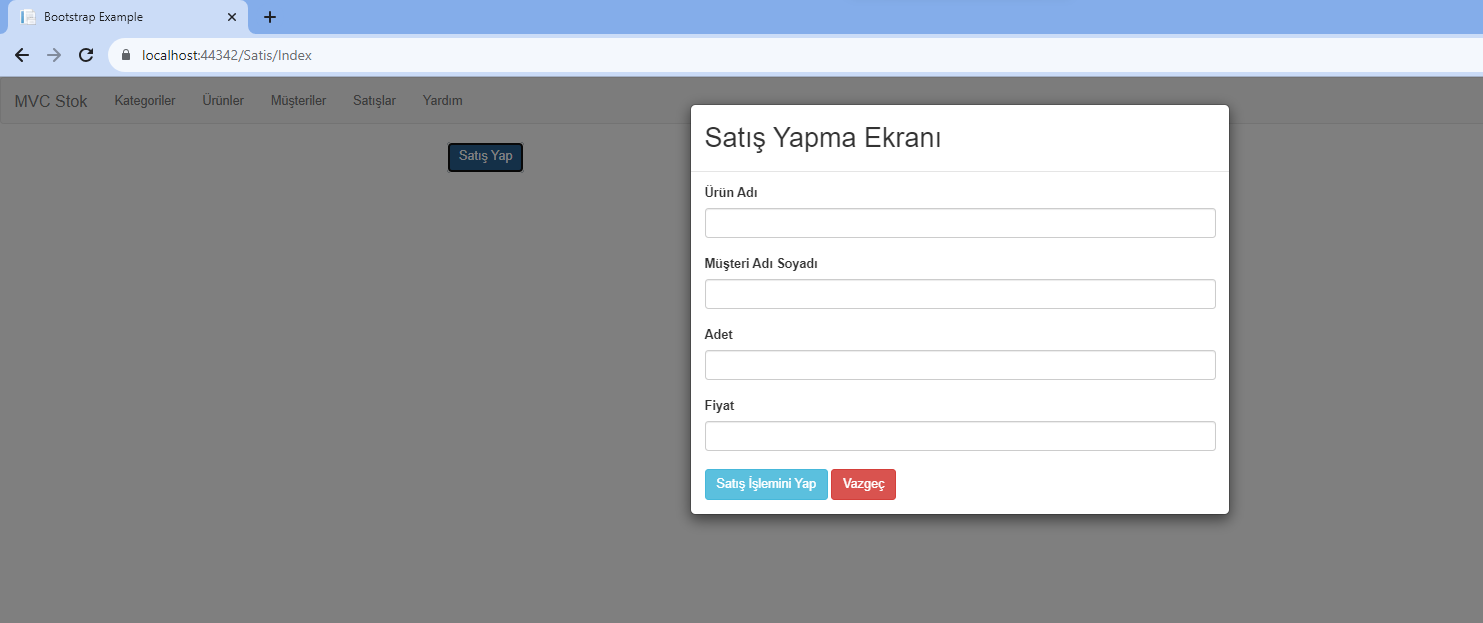 Bootstrap Example
localhost:44342/Satis/Index
MVC Stok Kategoriler Ürünler Müşteriler Satışlar Yardım
Satış Yap
Satış Yapma Ekranı
Ürün Adı
Müşteri Adı Soyadı
Adet
Fiyat
Satış İşlemini Yap Vazgeç